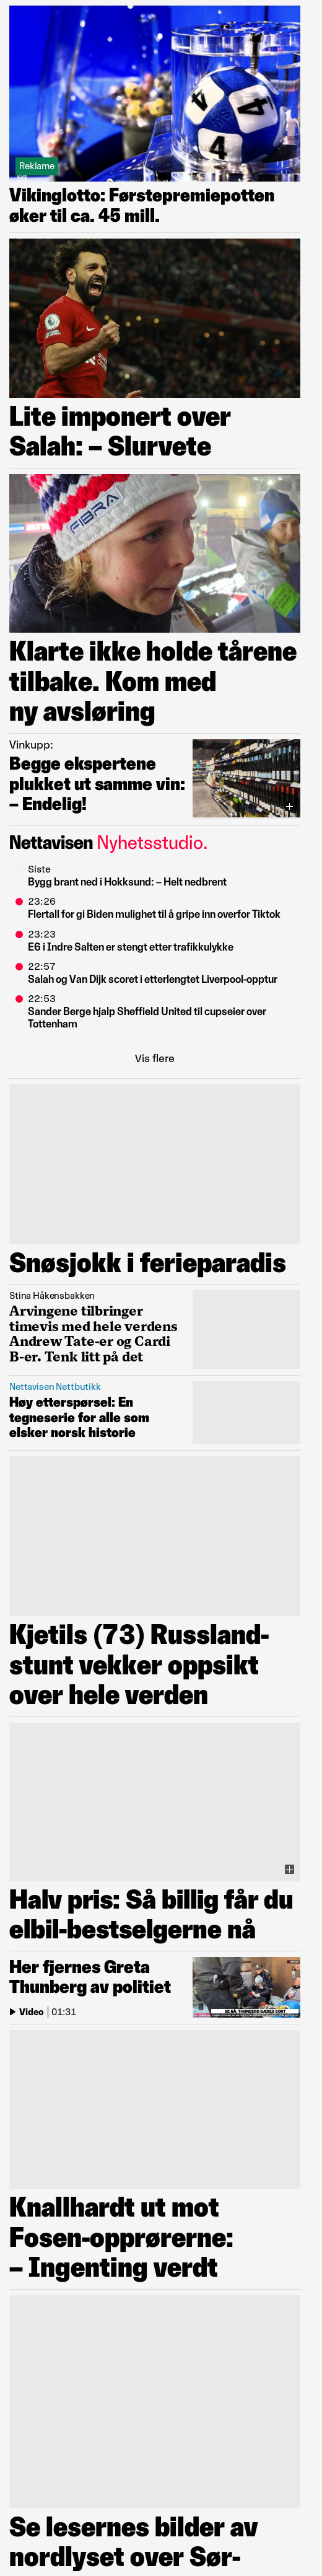 4
4
Reklame
Vikinglotto: Førstepremiepotten
øker til ca. 45 mill.
Lite imponert over
Salah: – Slurvete
FIBRA
Klarte ikke holde tårene
tilbake. Kom med
ny avsløring
Vinkupp:
Begge ekspertene
plukket ut samme vin:
– Endelig!
Nettavisen Nyhetsstudio.
Siste
Bygg brant ned i Hokksund: – Helt nedbrent
23:26
Flertall for gi Biden mulighet til å gripe inn overfor Tiktok
23:23
E6 i Indre Salten er stengt etter trafikkulykke
22:57
Salah og Van Dijk scoret i etterlengtet Liverpool-opptur
22:53
Sander Berge hjalp Sheffield United til cupseier over
Tottenham
Vis flere
Snøsjokk i ferieparadis
Stina Håkensbakken
Arvingene tilbringer
timevis med hele verdens
Andrew Tate-er og Cardi
B-er. Tenk litt på det
Nettavisen Nettbutikk
Høy etterspørsel: En
tegneserie for alle som
elsker norsk historie
Kjetils (73) Russland-
stunt vekker oppsikt
over hele verden
Halv pris: Så billig får du
elbil-bestselgerne nå
Her fjernes Greta
Thunberg av politiet
Video | 01:31
SE NÅ: THUNBERG BÆRES BORT
Knallhardt ut mot
Fosen-opprørerne:
– Ingenting verdt
Se lesernes bilder av
nordlyset over Sør-